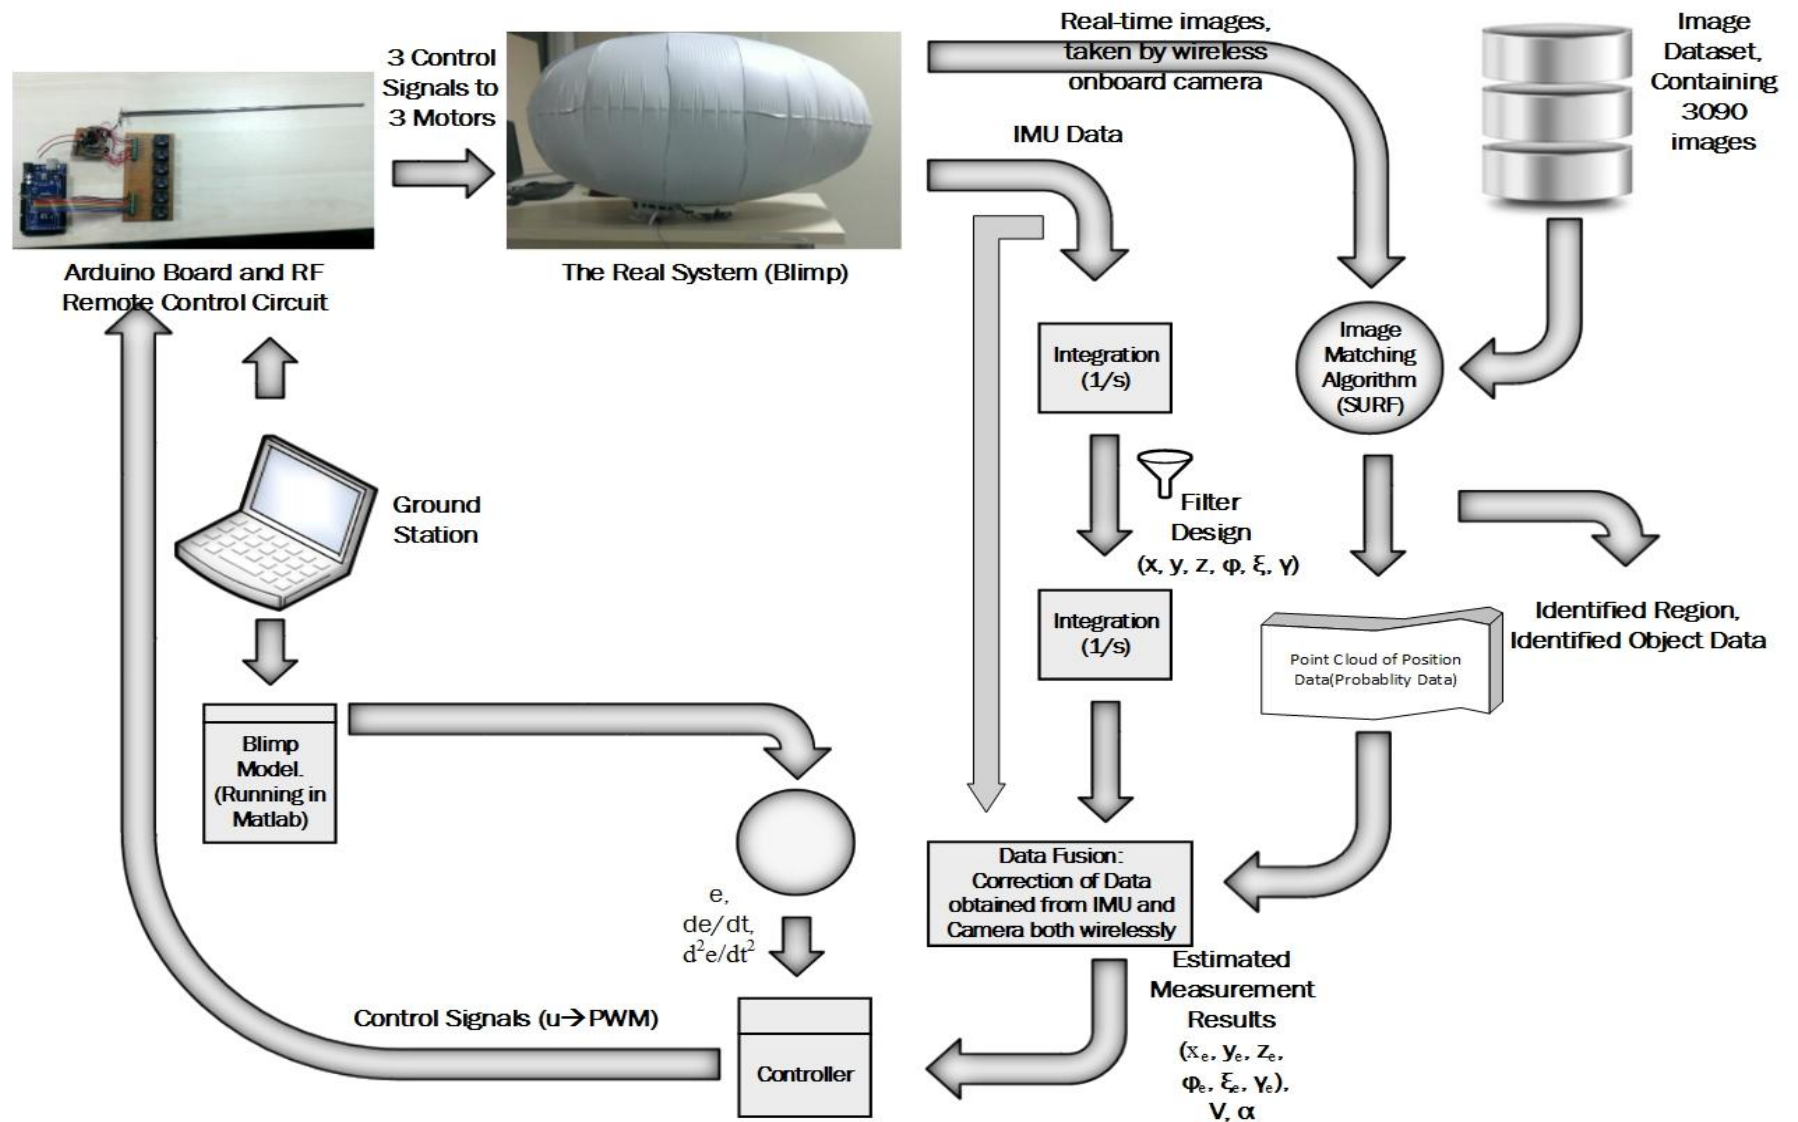 3 Control
Signals to
3 Motors
Arduino Board and RF
Remote Control Circuit
The Real System (Blimp)
Real-time images,
taken by wireless
onboard camera
IMU Data
Image
Dataset,
Containing
3090
images
Integration
(1/s)
Image
Matching
Algorithm
(SURF)
Filter
Design
(x, y, z, φ, ξ, γ)
Integration
(1/s)
Ground
Station
Identified Region,
Identified Object Data
Point Cloud of Position
Data(Probablity Data)
Blimp
Model.
(Running in
Matlab)
e,
de/dt,
d²e/dt²
Data Fusion:
Correction of Data
obtained from IMU and
Camera both wirelessly
Estimated
Measurement
Results
(xₑ, yₑ, zₑ,
φₑ, ξₑ, γₑ),
V, α
Control Signals (u→PWM)
Controller